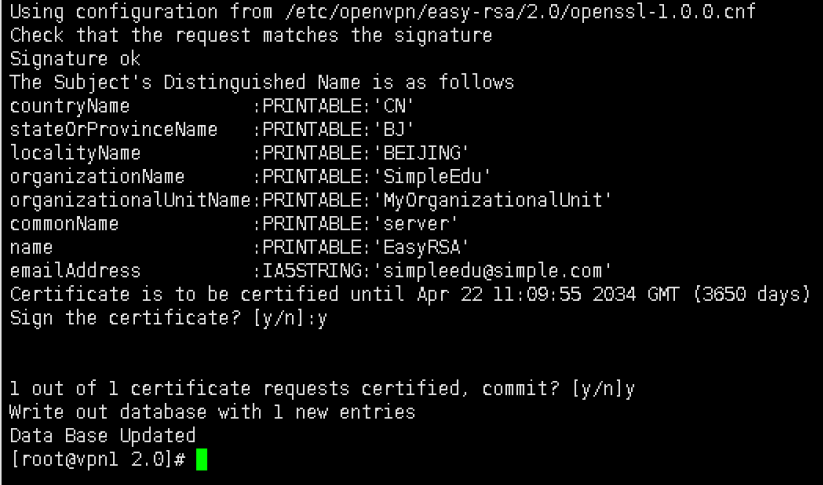 Using configuration from /etc/openvpn/easy-rsa/2.0/openssl-1.0.0.cnf
Check that the request matches the signature
Signature ok
The Subject's Distinguished Name is as follows
countryName           :PRINTABLE:'CN'
stateOrProvinceName   :PRINTABLE:'BJ'
localityName          :PRINTABLE:'BEIJING'
organizationName      :PRINTABLE:'SimpleEdu'
organizationalUnitName:PRINTABLE:'MyOrganizationalUnit'
commonName            :PRINTABLE:'server'
name                  :PRINTABLE:'EasyRSA'
emailAddress          :IA5STRING:'simpleedu@simple.com'
Certificate is to be certified until Apr 22 11:09:55 2034 GMT (3650 days)
Sign the certificate? [y/n]:y
1 out of 1 certificate requests certified, commit? [y/n]y
Write out database with 1 new entries
Data Base Updated
[root@vpn1 2.0]#